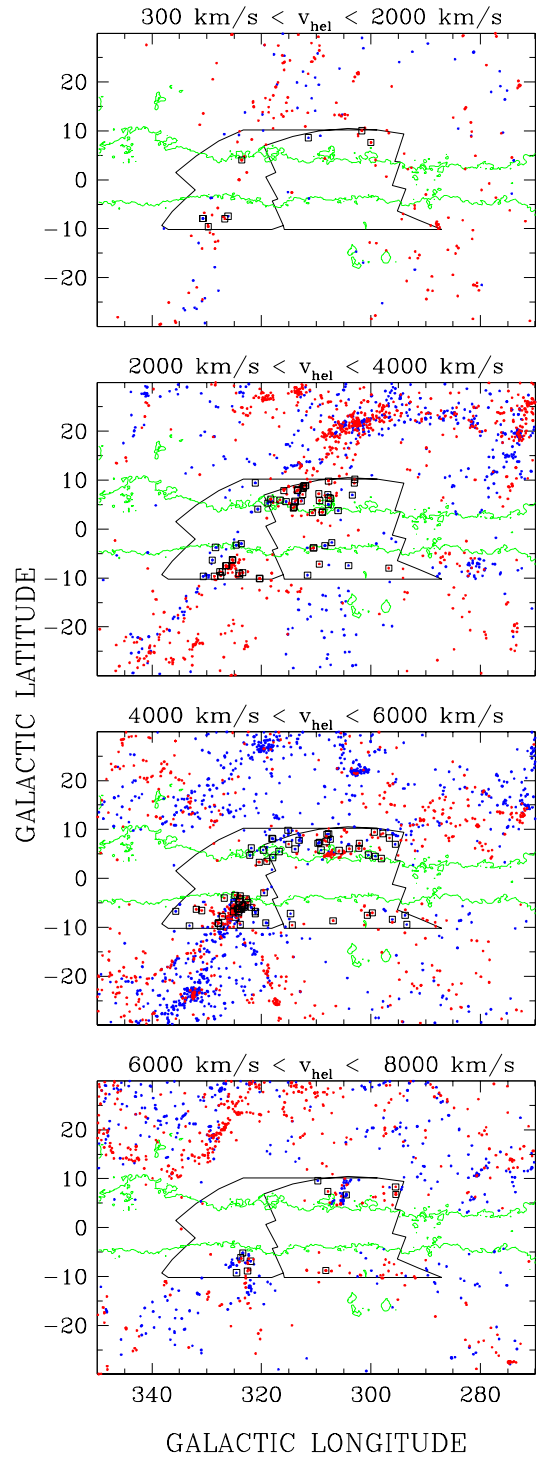 300 km/s < v_hel < 2000 km/s
20
10
0
−10
−20
2000 km/s < v_hel < 4000 km/s
20
10
0
−10
−20
GALACTIC LATITUDE
4000 km/s < v_hel < 6000 km/s
20
10
0
−10
−20
6000 km/s < v_hel < 8000 km/s
20
10
0
−10
−20
340 320 300 280
GALACTIC LONGITUDE